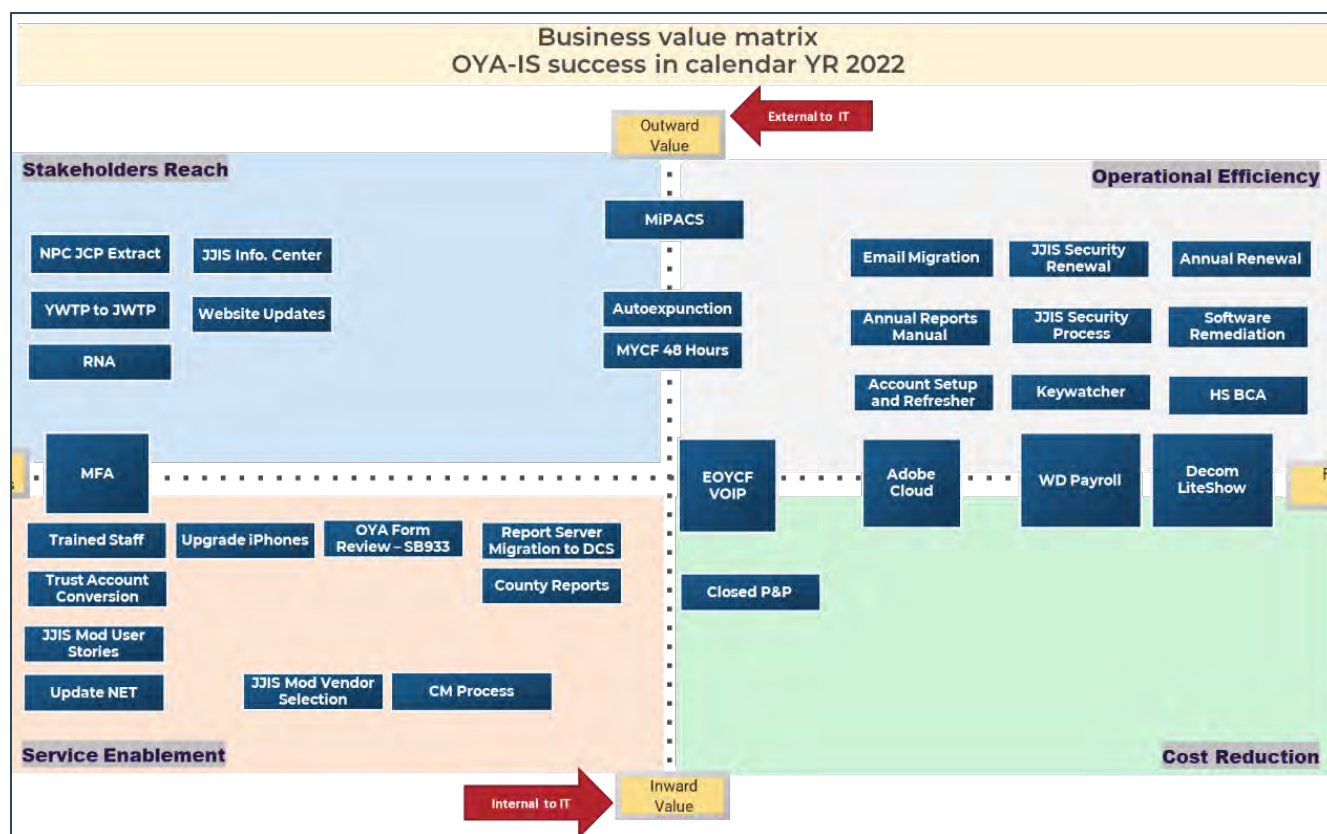 Business value matrix
OYA-IS success in calendar YR 2022
Outward
Value
External to IT
Stakeholders Reach
Operational Efficiency
MiPACS
NPC JCP Extract
JJIS Info. Center
Email Migration
JJIS Security
Renewal
Annual Renewal
YWTP to JWTP
Website Updates
Autoexpunction
Annual Reports
Manual
JJIS Security
Process
Software
Remediation
RNA
MYCF 48 Hours
Account Setup
and Refresher
Keywatcher
HS BCA
MFA
EOYCF
VOIP
Adobe
Cloud
WD Payroll
Decom
LiteShow
Trained Staff
Upgrade iPhones
OYA Form
Review – SB933
Report Server
Migration to DCS
Trust Account
Conversion
County Reports
Closed P&P
JJIS Mod User
Stories
Update NET
JJIS Mod Vendor
Selection
CM Process
Service Enablement
Cost Reduction
Internal to IT
Inward
Value